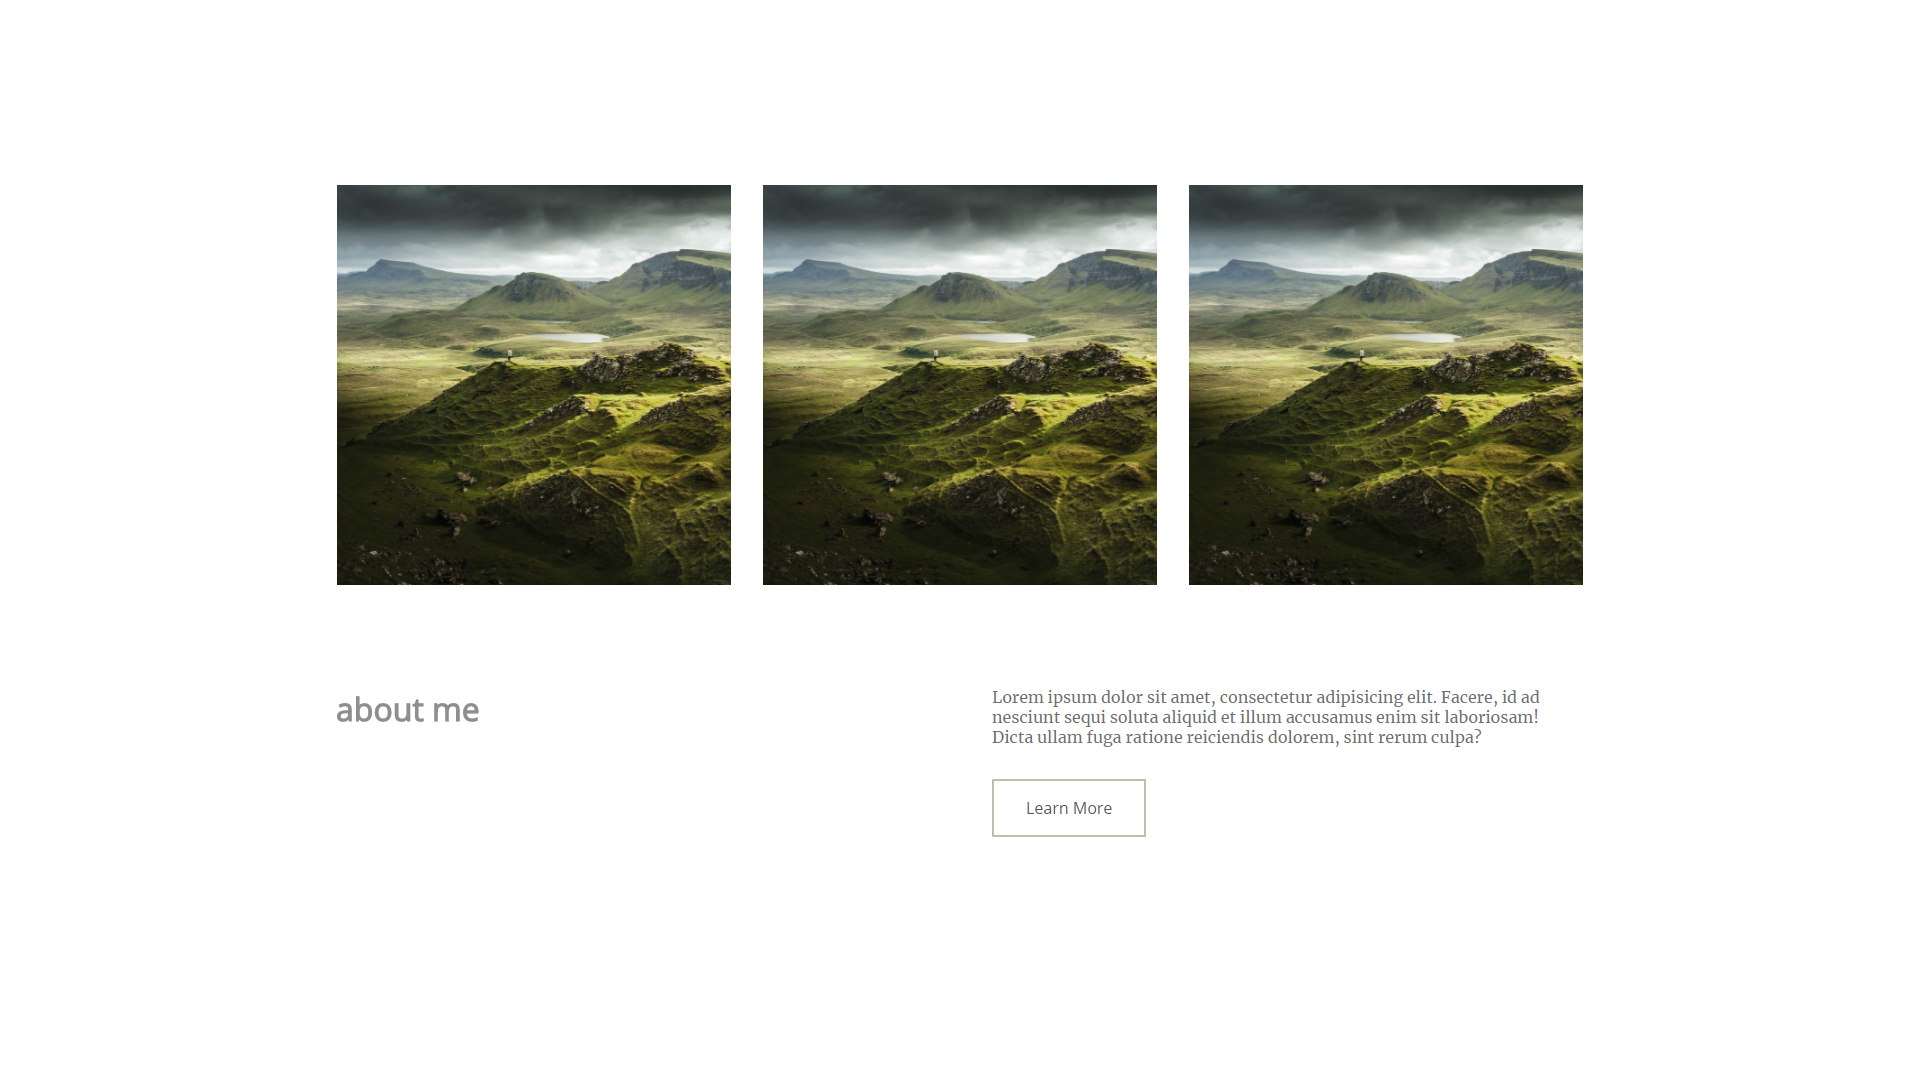 about me
Lorem ipsum dolor sit amet, consectetur adipisicing elit. Facere, id ad
nesciunt sequi soluta aliquid et illum accusamus enim sit laboriosam!
Dicta ullam fuga ratione reiciendis dolorem, sint rerum culpa?
Learn More